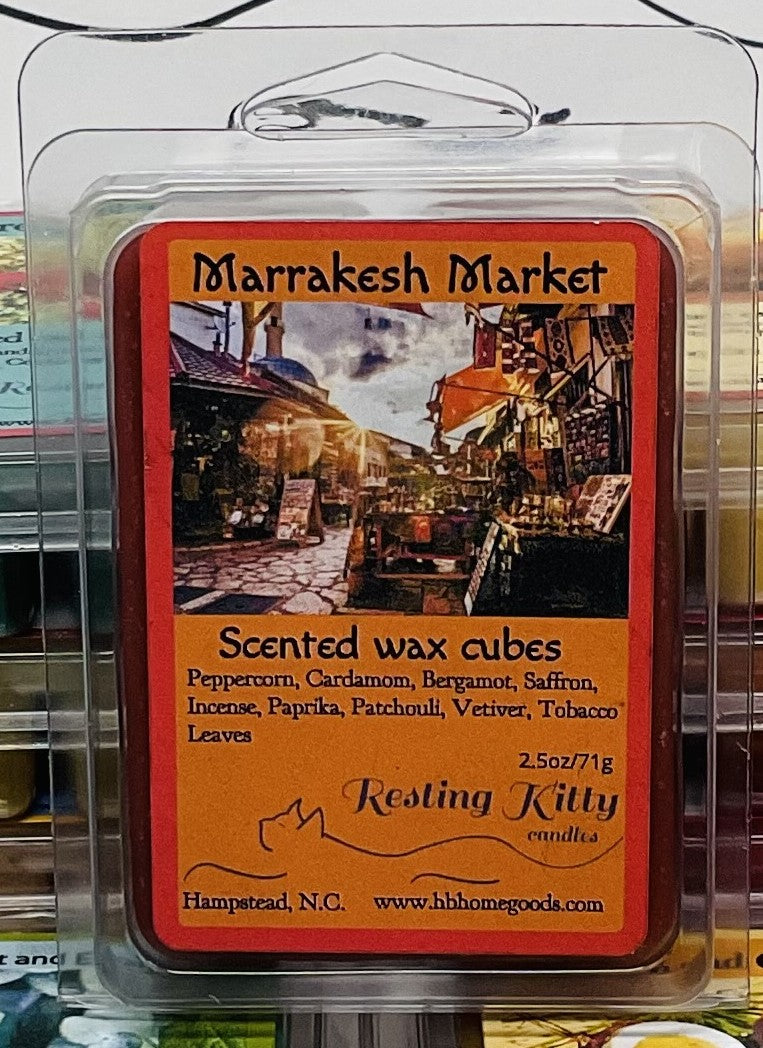 Marrakesh Market
Scented wax cubes
Peppercorn, Cardamom, Bergamot, Saffron,
Incense, Paprika, Patchouli, Vetiver, Tobacco
Leaves
2.5oz/71g
Resting Kitty
candles
Hampstead, N.C. www.hbhomegoods.com